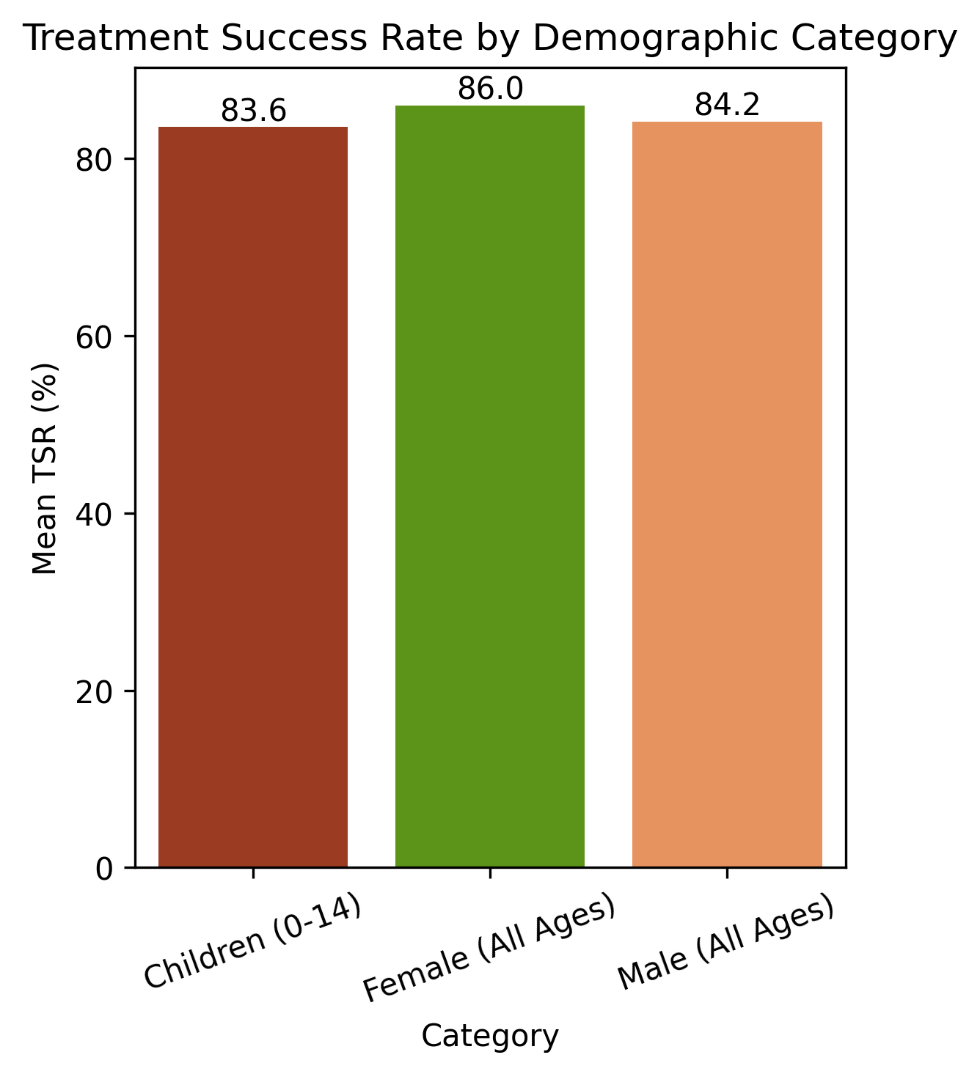 Treatment Success Rate by Demographic Category
83.6
86.0
84.2
80
60
40
20
0
Mean TSR (%)
Children (0-14)
Female (All Ages)
Male (All Ages)
Category